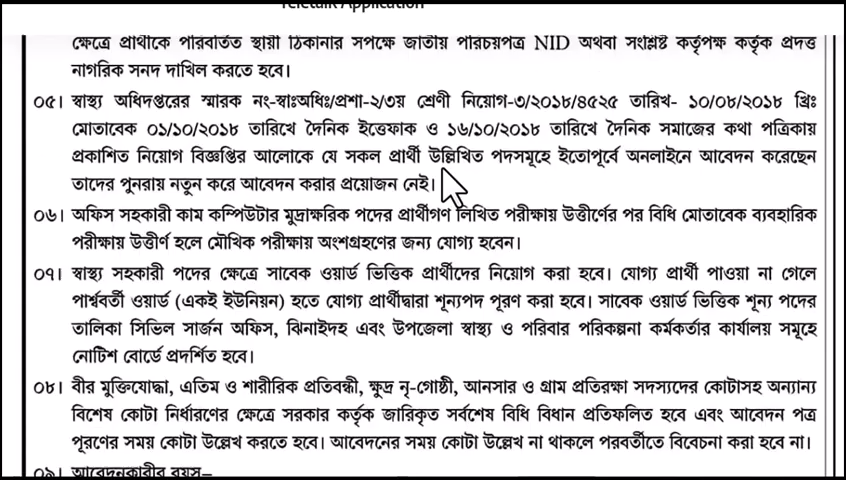 Teletalk Application
ক্ষেত্রে প্রার্থীকে পরিবর্তিত স্থায়ী ঠিকানার সপক্ষে জাতীয় পরিচয়পত্র NID অথবা সংশ্লিষ্ট কর্তৃপক্ষ কর্তৃক প্রদত্ত
নাগরিক সনদ দাখিল করতে হবে।
০৫। স্বাস্থ্য অধিদপ্তরের স্মারক নং-স্বাঃঅধিঃ/প্রশা-২/৩য় শ্রেণী নিয়োগ-৩/২০১৮/৪৫২৫ তারিখ- ১০/০৮/২০১৮ খ্রিঃ
মোতাবেক ০১/১০/২০১৮ তারিখে দৈনিক ইত্তেফাক ও ১৬/১০/২০১৮ তারিখে দৈনিক সমাজের কথা পত্রিকায়
প্রকাশিত নিয়োগ বিজ্ঞপ্তির আলোকে যে সকল প্রার্থী উল্লিখিত পদসমূহে ইতোপূর্বে অনলাইনে আবেদন করেছেন
তাদের পুনরায় নতুন করে আবেদন করার প্রয়োজন নেই।
০৬। অফিস সহকারী কাম কম্পিউটার মুদ্রাক্ষরিক পদের প্রার্থীগণ লিখিত পরীক্ষায় উত্তীর্ণের পর বিধি মোতাবেক ব্যবহারিক
পরীক্ষায় উত্তীর্ণ হলে মৌখিক পরীক্ষায় অংশগ্রহণের জন্য যোগ্য হবেন।
০৭। স্বাস্থ্য সহকারী পদের ক্ষেত্রে সাবেক ওয়ার্ড ভিত্তিক প্রার্থীদের নিয়োগ করা হবে। যোগ্য প্রার্থী পাওয়া না গেলে
পার্শ্ববর্তী ওয়ার্ড (একই ইউনিয়ন) হতে যোগ্য প্রার্থীদ্বারা শূন্যপদ পূরণ করা হবে। সাবেক ওয়ার্ড ভিত্তিক শূন্য পদের
তালিকা সিভিল সার্জন অফিস, ঝিনাইদহ এবং উপজেলা স্বাস্থ্য ও পরিবার পরিকল্পনা কর্মকর্তার কার্যালয় সমূহে
নোটিশ বোর্ডে প্রদর্শিত হবে।
০৮। বীর মুক্তিযোদ্ধা, এতিম ও শারীরিক প্রতিবন্ধী, ক্ষুদ্র নৃ-গোষ্ঠী, আনসার ও গ্রাম প্রতিরক্ষা সদস্যদের কোটাসহ অন্যান্য
বিশেষ কোটা নির্ধারণের ক্ষেত্রে সরকার কর্তৃক জারিকৃত সর্বশেষ বিধি বিধান প্রতিফলিত হবে এবং আবেদন পত্র
পূরণের সময় কোটা উল্লেখ করতে হবে। আবেদনের সময় কোটা উল্লেখ না থাকলে পরবর্তীতে বিবেচনা করা হবে না।
০৯। আবেদনকারীর বয়স–